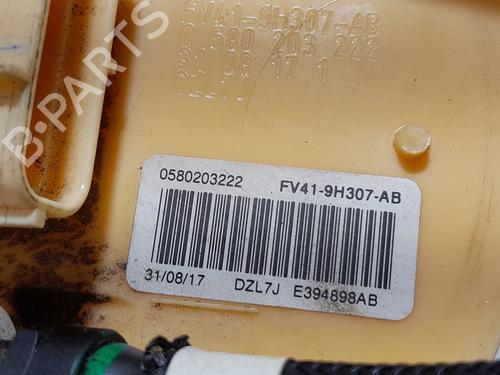 FV41-9H307-AB
0 580 203 222
B-PARTS
0580203222 FV41-9H307-AB
31/08/17 DZL7J E394898AB